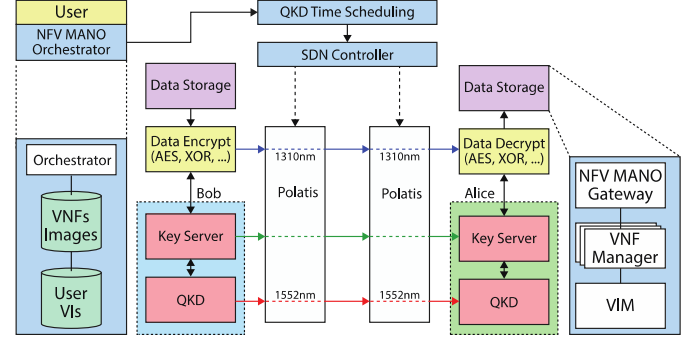 User
NFV MANO
Orchestrator
QKD Time Scheduling
SDN Controller
Data Storage
Data Storage
Data Encrypt
(AES, XOR, ...)
1310nm
1310nm
Data Decrypt
(AES, XOR, ...)
Polatis
Polatis
Bob
Alice
Key Server
Key Server
QKD
1552nm
1552nm
QKD
Orchestrator
VNFs
Images
User
VIs
NFV MANO
Gateway
VNF
Manager
VIM